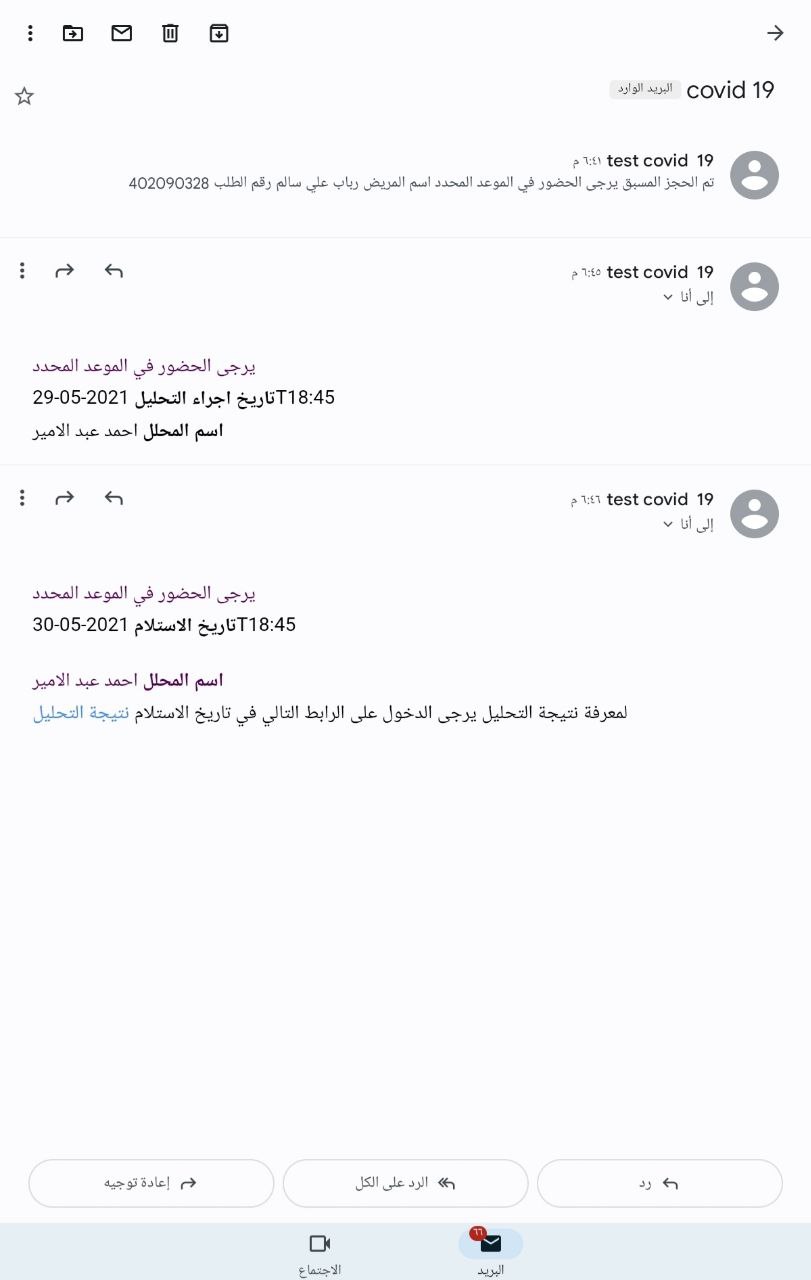 covid 19 البريد الوارد
test covid 19 ٦:٤١ م
تم الحجز المسبق يرجى الحضور في الموعد المحدد اسم المريض رباب علي سالم رقم الطلب 402090328
test covid 19 ٦:٤٥ م
إلى أنا
يرجى الحضور في الموعد المحدد
29-05-2021 تاريخ اجراء التحليلT18:45
اسم المحلل احمد عبد الامير
test covid 19 ٦:٤٦ م
إلى أنا
يرجى الحضور في الموعد المحدد
30-05-2021 تاريخ الاستلامT18:45
اسم المحلل احمد عبد الامير
لمعرفة نتيجة التحليل يرجى الدخول على الرابط التالي في تاريخ الاستلام نتيجة التحليل
رد
الرد على الكل
إعادة توجيه
٦٦
البريد
الاجتماع